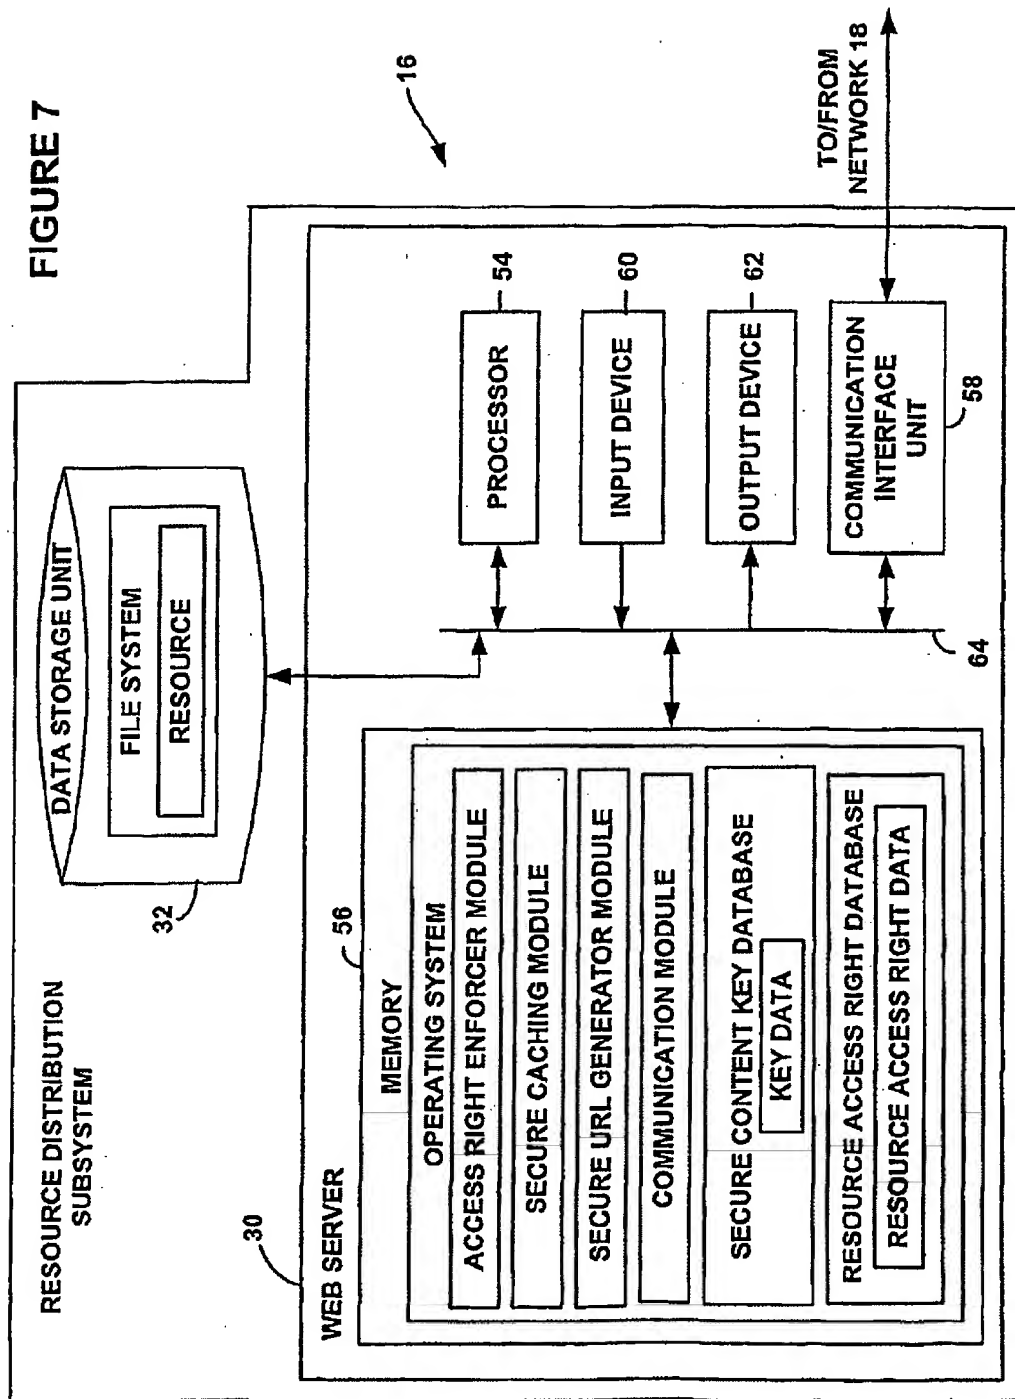 FIGURE 7
RESOURCE DISTRIBUTION
SUBSYSTEM
16
DATA STORAGE UNIT
FILE SYSTEM
RESOURCE
32
30
WEB SERVER
56
MEMORY
OPERATING SYSTEM
ACCESS RIGHT ENFORCER MODULE
SECURE CACHING MODULE
SECURE URL GENERATOR MODULE
COMMUNICATION MODULE
SECURE CONTENT KEY DATABASE
KEY DATA
RESOURCE ACCESS RIGHT DATABASE
RESOURCE ACCESS RIGHT DATA
PROCESSOR
54
INPUT DEVICE
60
OUTPUT DEVICE
62
COMMUNICATION
INTERFACE
UNIT
58
64
TO/FROM
NETWORK 18